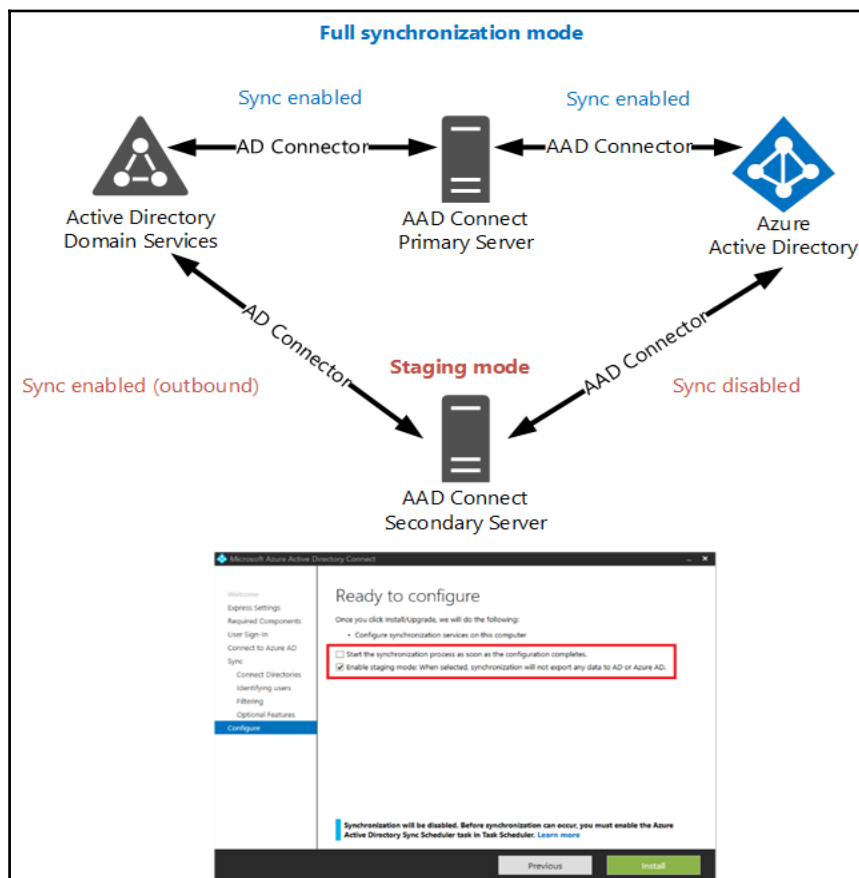 Full synchronization mode
Sync enabled
Sync enabled
AD Connector
AAD Connector
Active Directory
Domain Services
AAD Connect
Primary Server
Azure
Active Directory
AD Connector
AAD Connector
Sync enabled (outbound)
Staging mode
Sync disabled
AAD Connect
Secondary Server
Microsoft Azure Active Directory Connect
Welcome
Express Settings
Required Components
User Sign-In
Connect to Azure AD
Sync
Connect Directories
Identifying users
Filtering
Optional Features
Configure
Ready to configure
Once you click Install/Upgrade, we will do the following:
• Configure synchronization services on this computer
Start the synchronization process as soon as the configuration completes.
Enable staging mode: When selected, synchronization will not export any data to AD or Azure AD.
Synchronization will be disabled. Before synchronization can occur, you must enable the Azure
Active Directory Sync Scheduler task in Task Scheduler. Learn more
Previous
Install